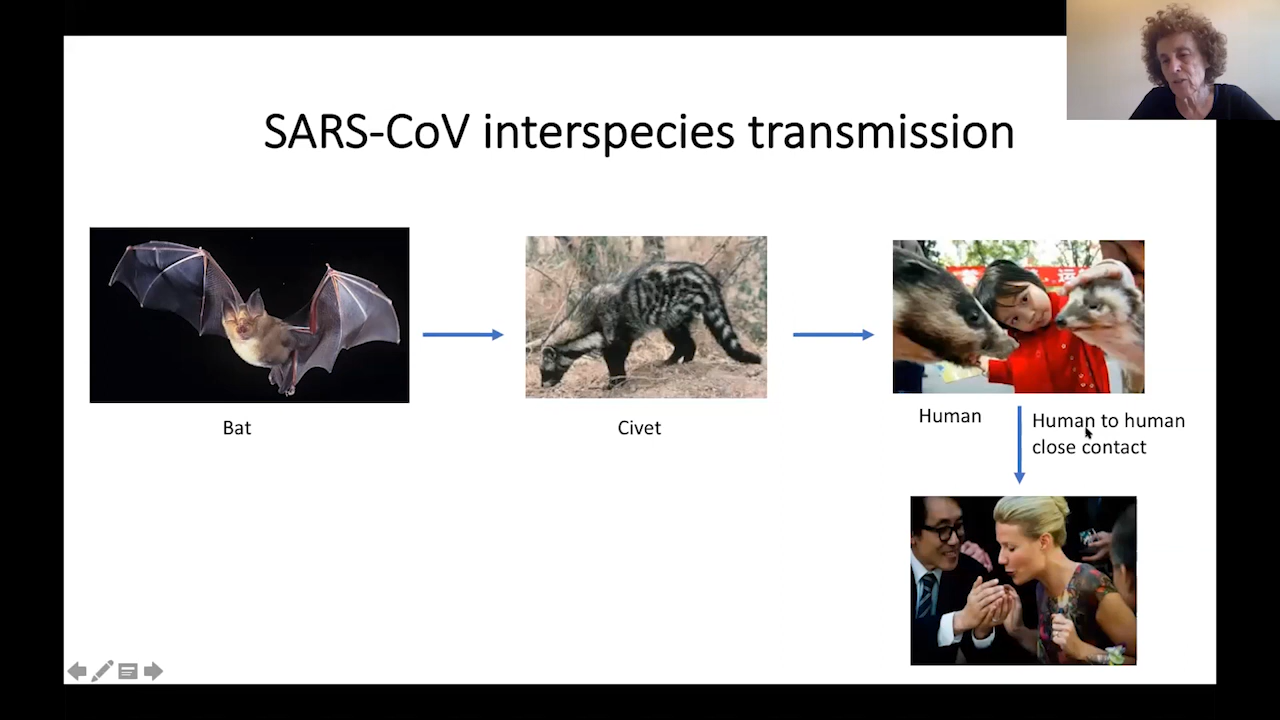 SARS-CoV interspecies transmission
Bat
Civet
Human
Human to human
close contact